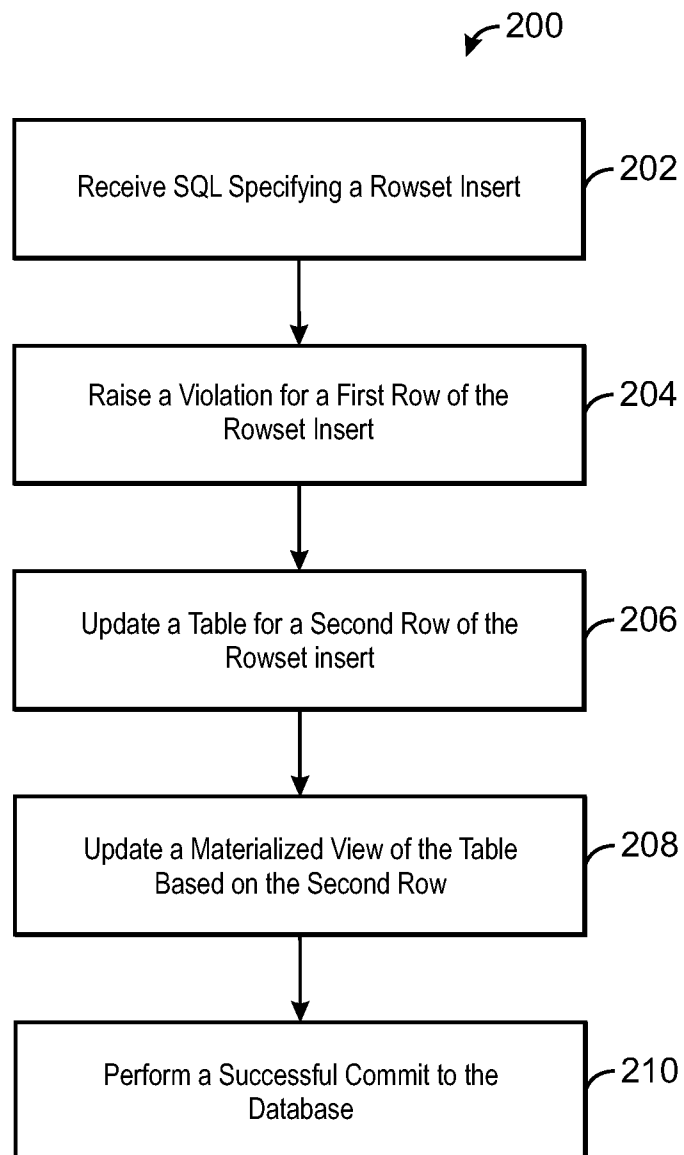 200
Receive SQL Specifying a Rowset Insert
202
Raise a Violation for a First Row of the
Rowset Insert
204
Update a Table for a Second Row of the
Rowset insert
206
Update a Materialized View of the Table
Based on the Second Row
208
Perform a Successful Commit to the
Database
210